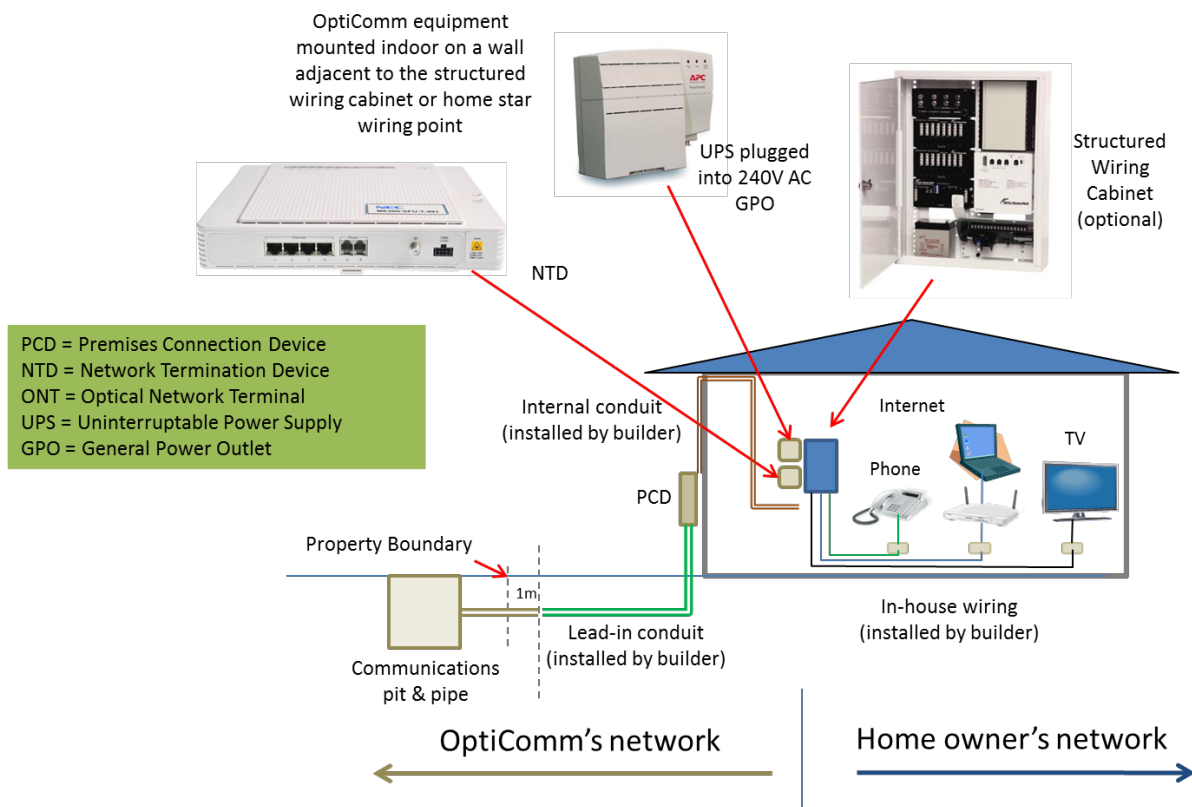 OptiComm equipment
mounted indoor on a wall
adjacent to the structured
wiring cabinet or home star
wiring point
APC
UPS plugged
into 240V AC
GPO
Structured
Wiring
Cabinet
(optional)
NEC
NTD
PCD = Premises Connection Device
NTD = Network Termination Device
ONT = Optical Network Terminal
UPS = Uninterruptable Power Supply
GPO = General Power Outlet
Internal conduit
(installed by builder)
Internet
TV
Phone
PCD
Property Boundary
1m
Lead-in conduit
(installed by builder)
In-house wiring
(installed by builder)
Communications
pit & pipe
OptiComm’s network
Home owner’s network